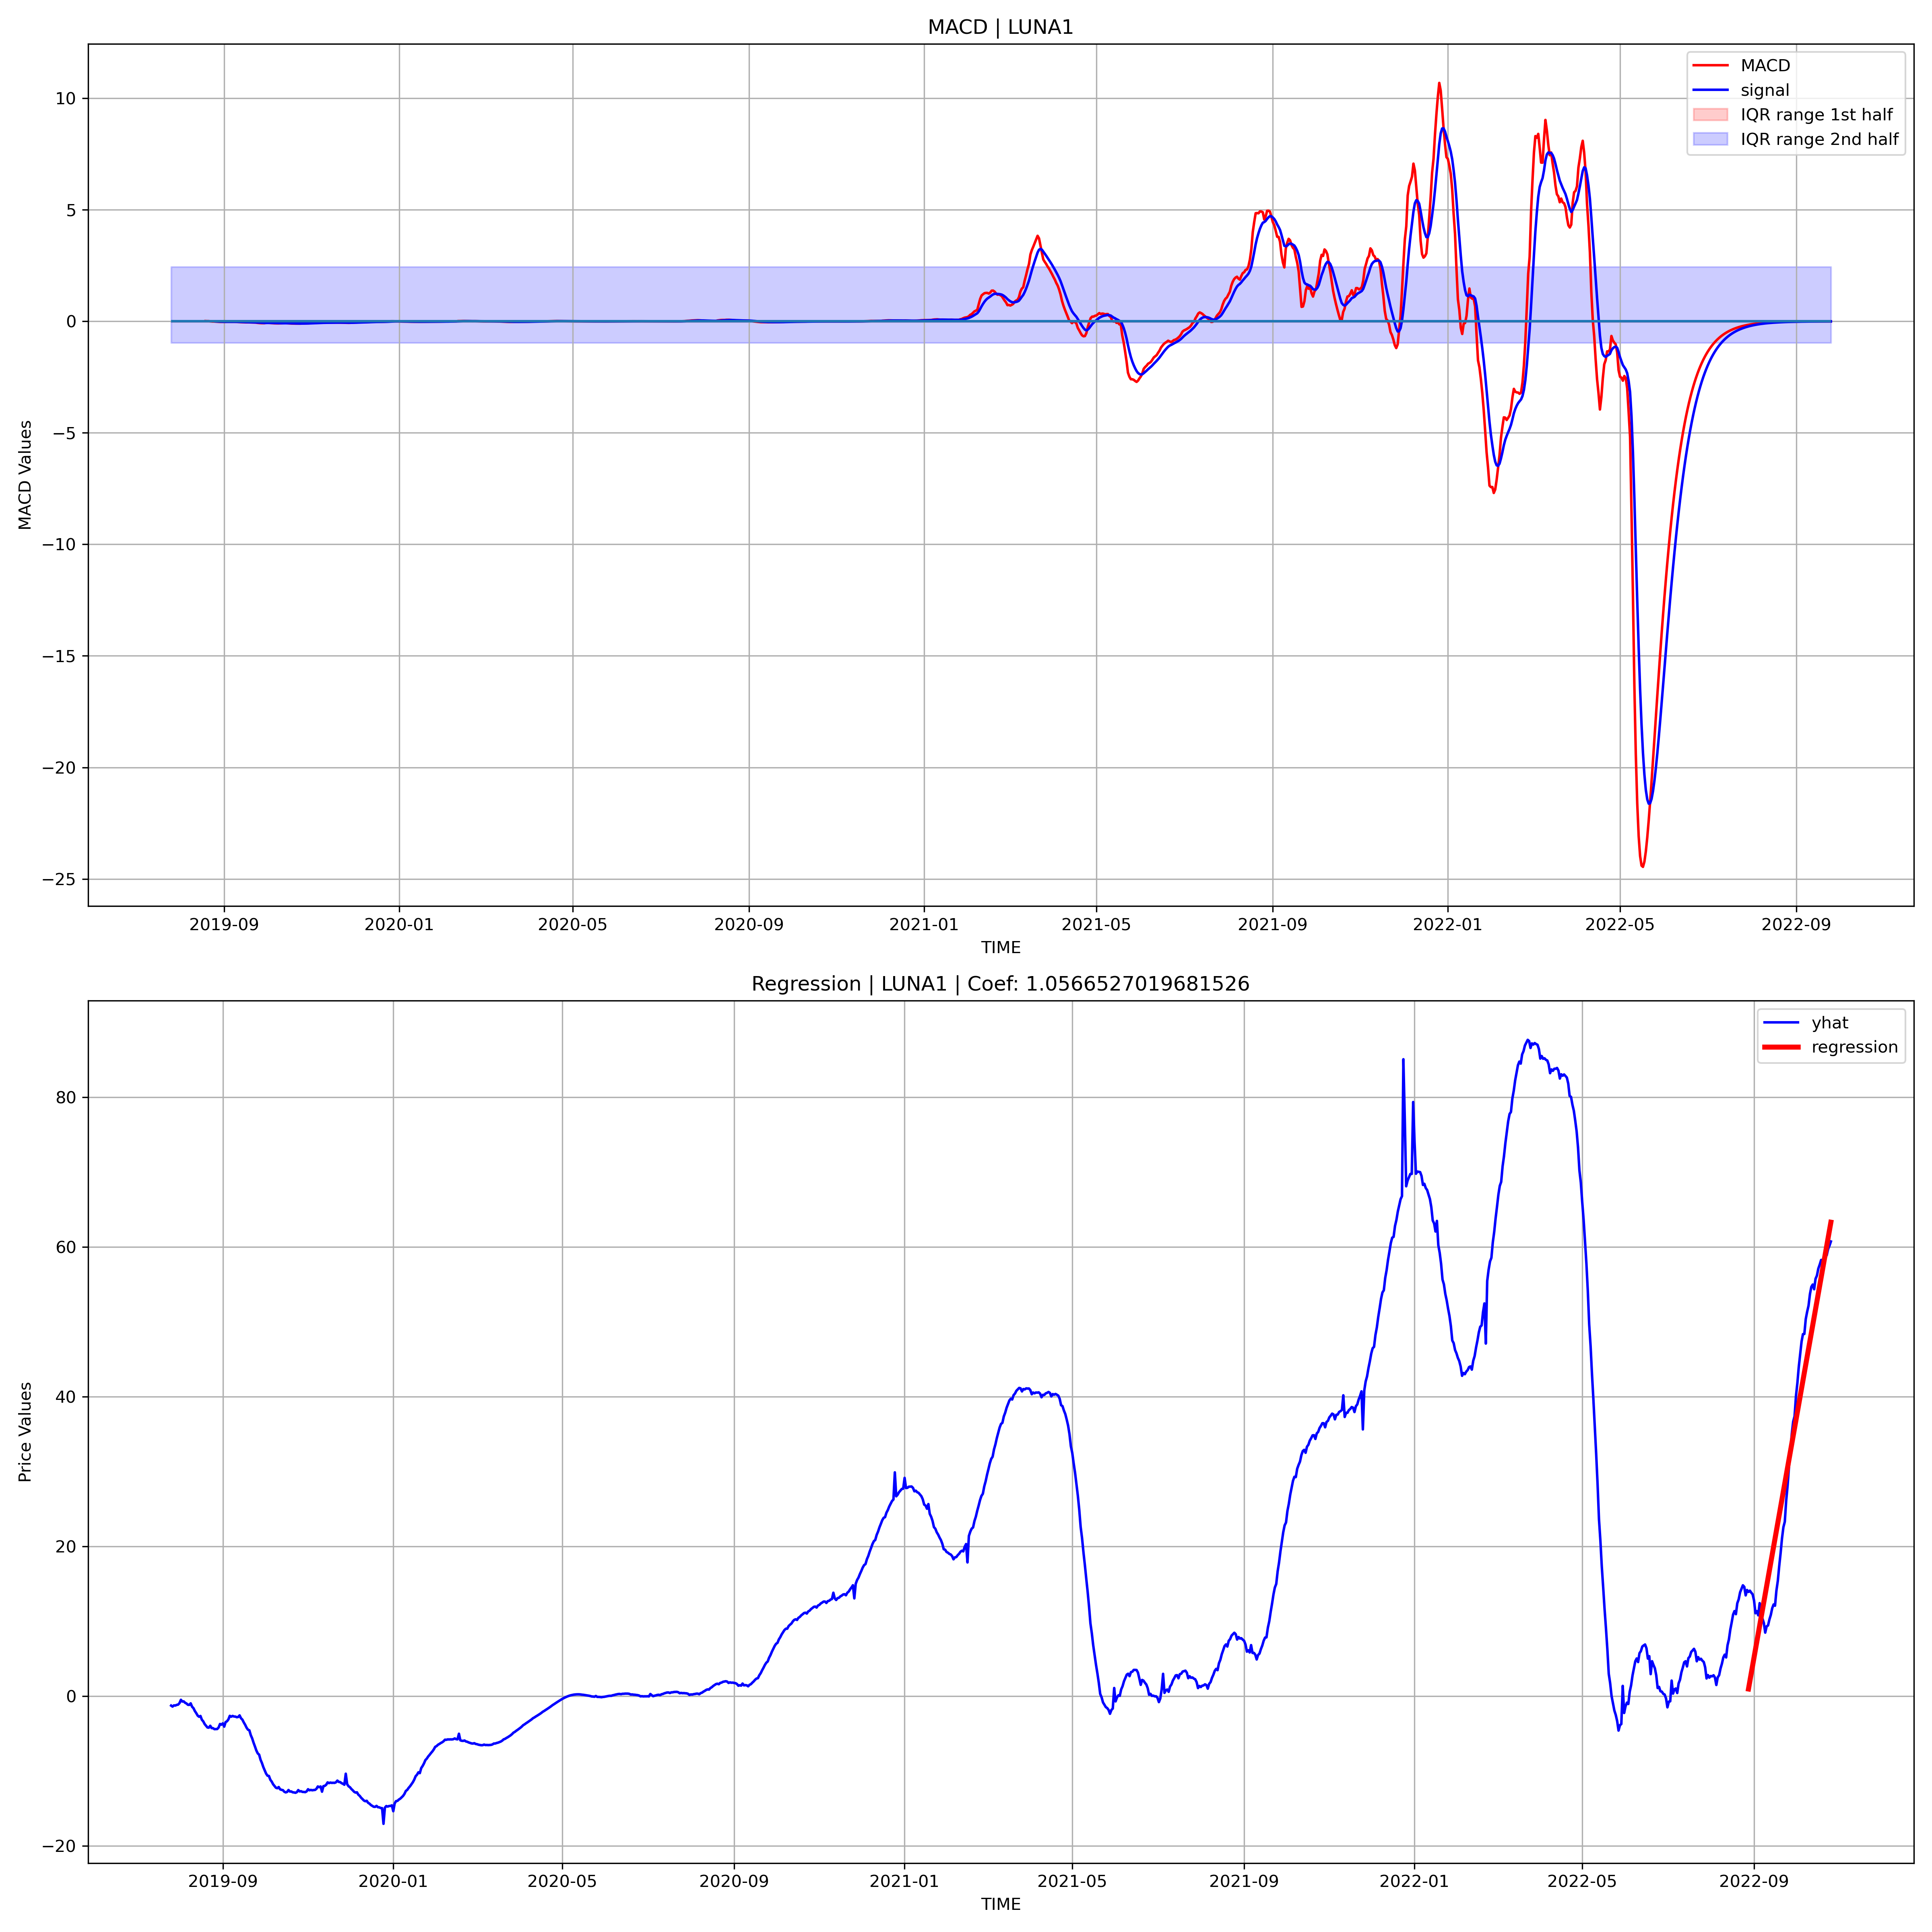 MACD | LUNA1
MACD
signal
IQR range 1st half
IQR range 2nd half
10
5
0
−5
−10
−15
−20
−25
MACD Values
2019-09 2020-01 2020-05 2020-09 2021-01 2021-05 2021-09 2022-01 2022-05 2022-09
TIME
Regression | LUNA1 | Coef: 1.0566527019681526
yhat
regression
80
60
40
20
0
−20
Price Values
2019-09 2020-01 2020-05 2020-09 2021-01 2021-05 2021-09 2022-01 2022-05 2022-09
TIME